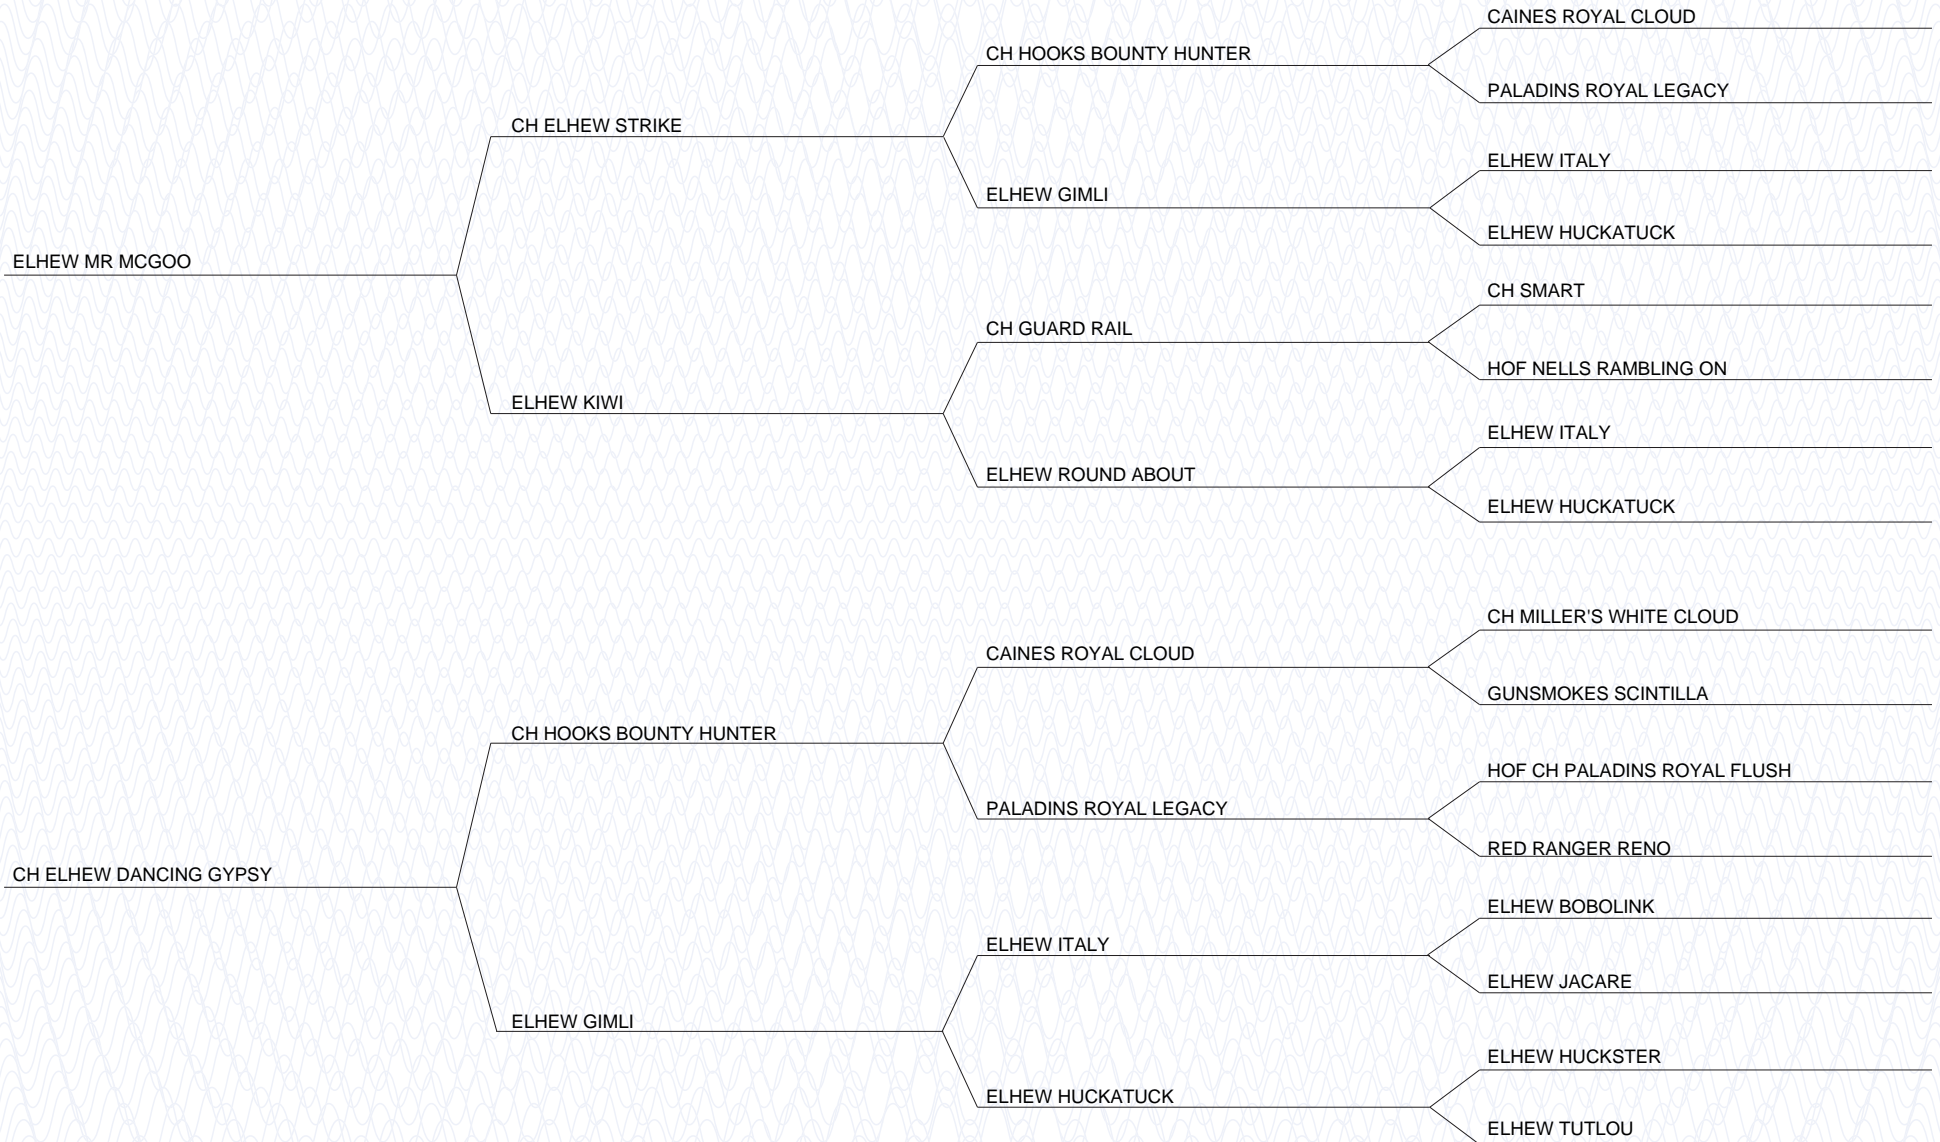 CAINES ROYAL CLOUD
CH HOOKS BOUNTY HUNTER
PALADINS ROYAL LEGACY
CH ELHEW STRIKE
ELHEW ITALY
ELHEW GIMLI
ELHEW HUCKATUCK
ELHEW MR MCGOO
CH SMART
CH GUARD RAIL
HOF NELLS RAMBLING ON
ELHEW KIWI
ELHEW ITALY
ELHEW ROUND ABOUT
ELHEW HUCKATUCK
CH MILLER'S WHITE CLOUD
CAINES ROYAL CLOUD
GUNSMOKES SCINTILLA
CH HOOKS BOUNTY HUNTER
HOF CH PALADINS ROYAL FLUSH
PALADINS ROYAL LEGACY
RED RANGER RENO
CH ELHEW DANCING GYPSY
ELHEW BOBOLINK
ELHEW ITALY
ELHEW JACARE
ELHEW GIMLI
ELHEW HUCKSTER
ELHEW HUCKATUCK
ELHEW TUTLOU